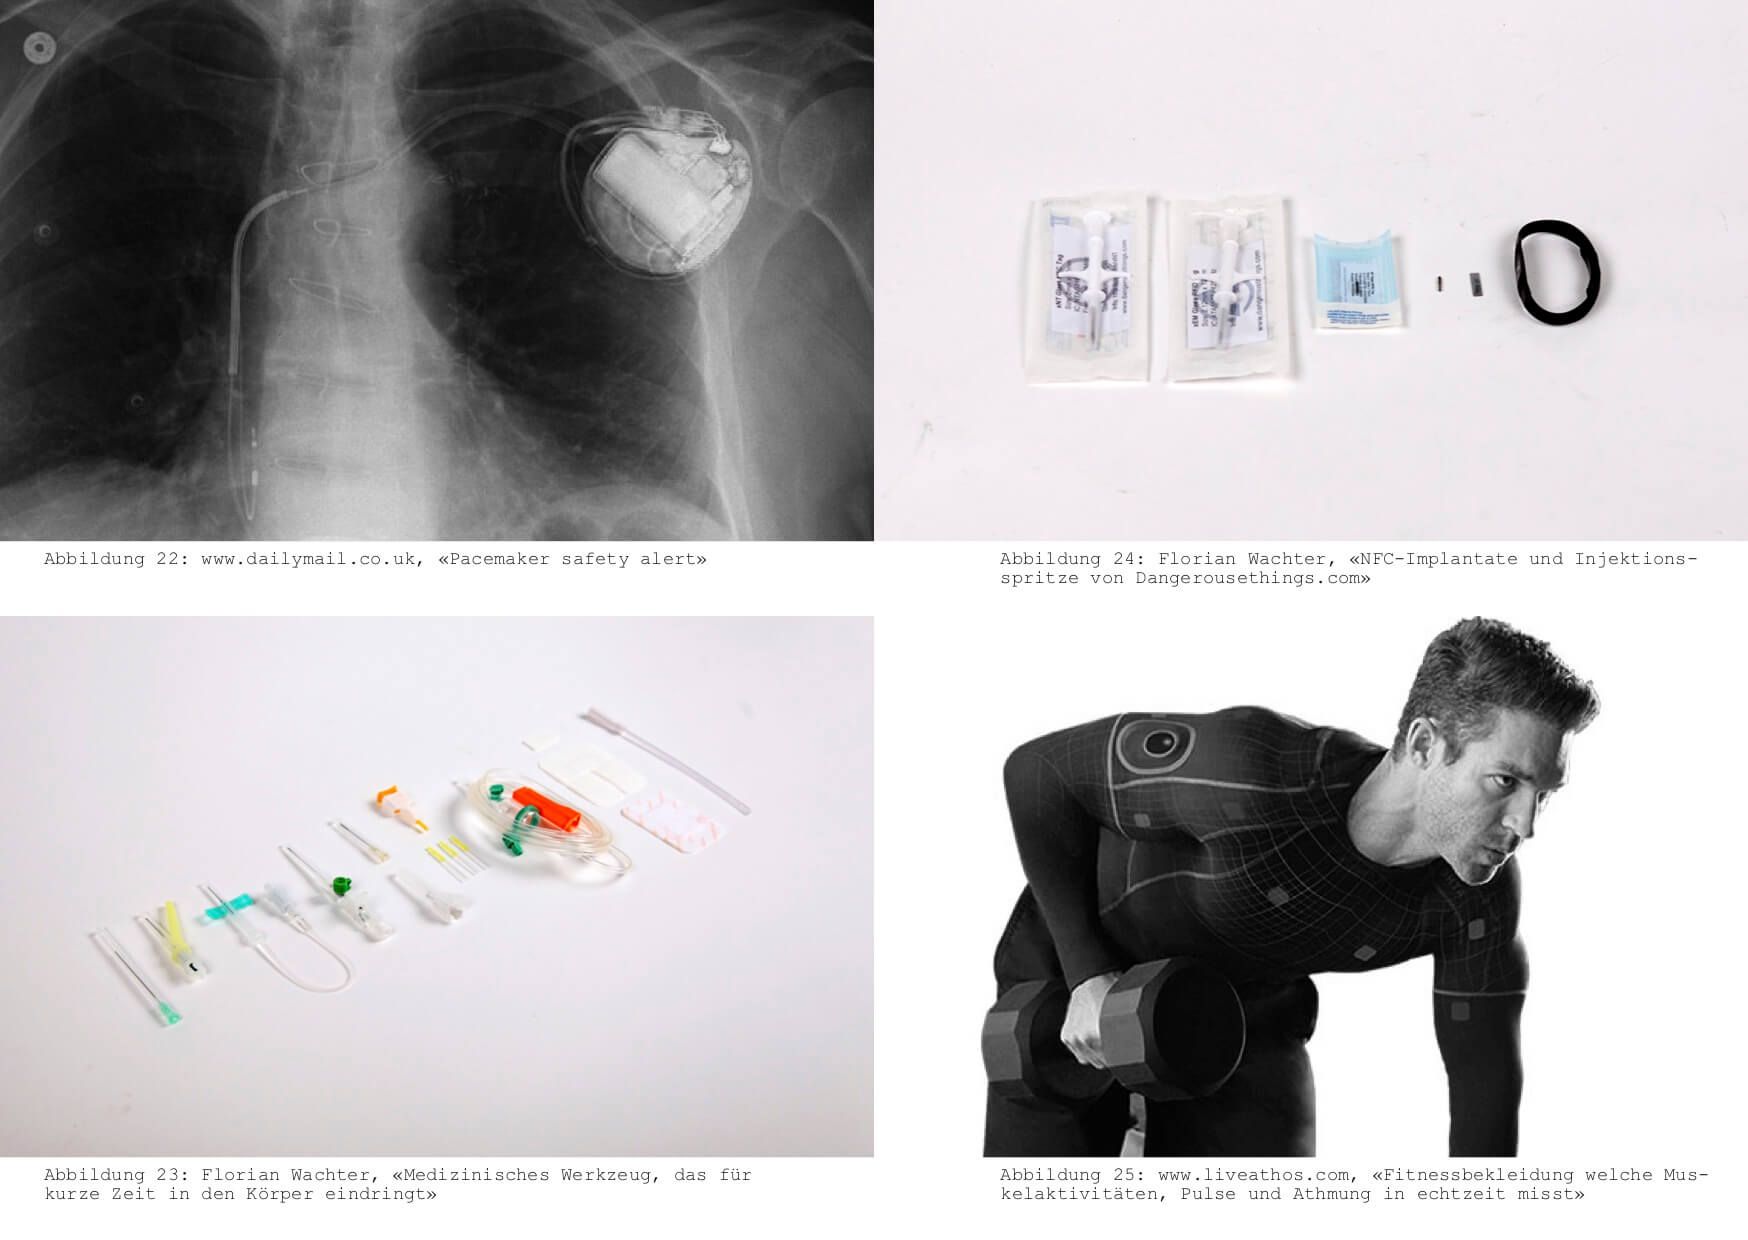 Abbildung 22: www.dailymail.co.uk, «Pacemaker safety alert»
Abbildung 24: Florian Wachter, «NFC-Implantate und Injektions-
spritze von Dangerousethings.com»
Abbildung 23: Florian Wachter, «Medizinisches Werkzeug, das für
kurze Zeit in den Körper eindringt»
Abbildung 25: www.liveathos.com, «Fitnessbekleidung welche Mus-
kelaktivitäten, Pulse und Athmung in echtzeit misst»